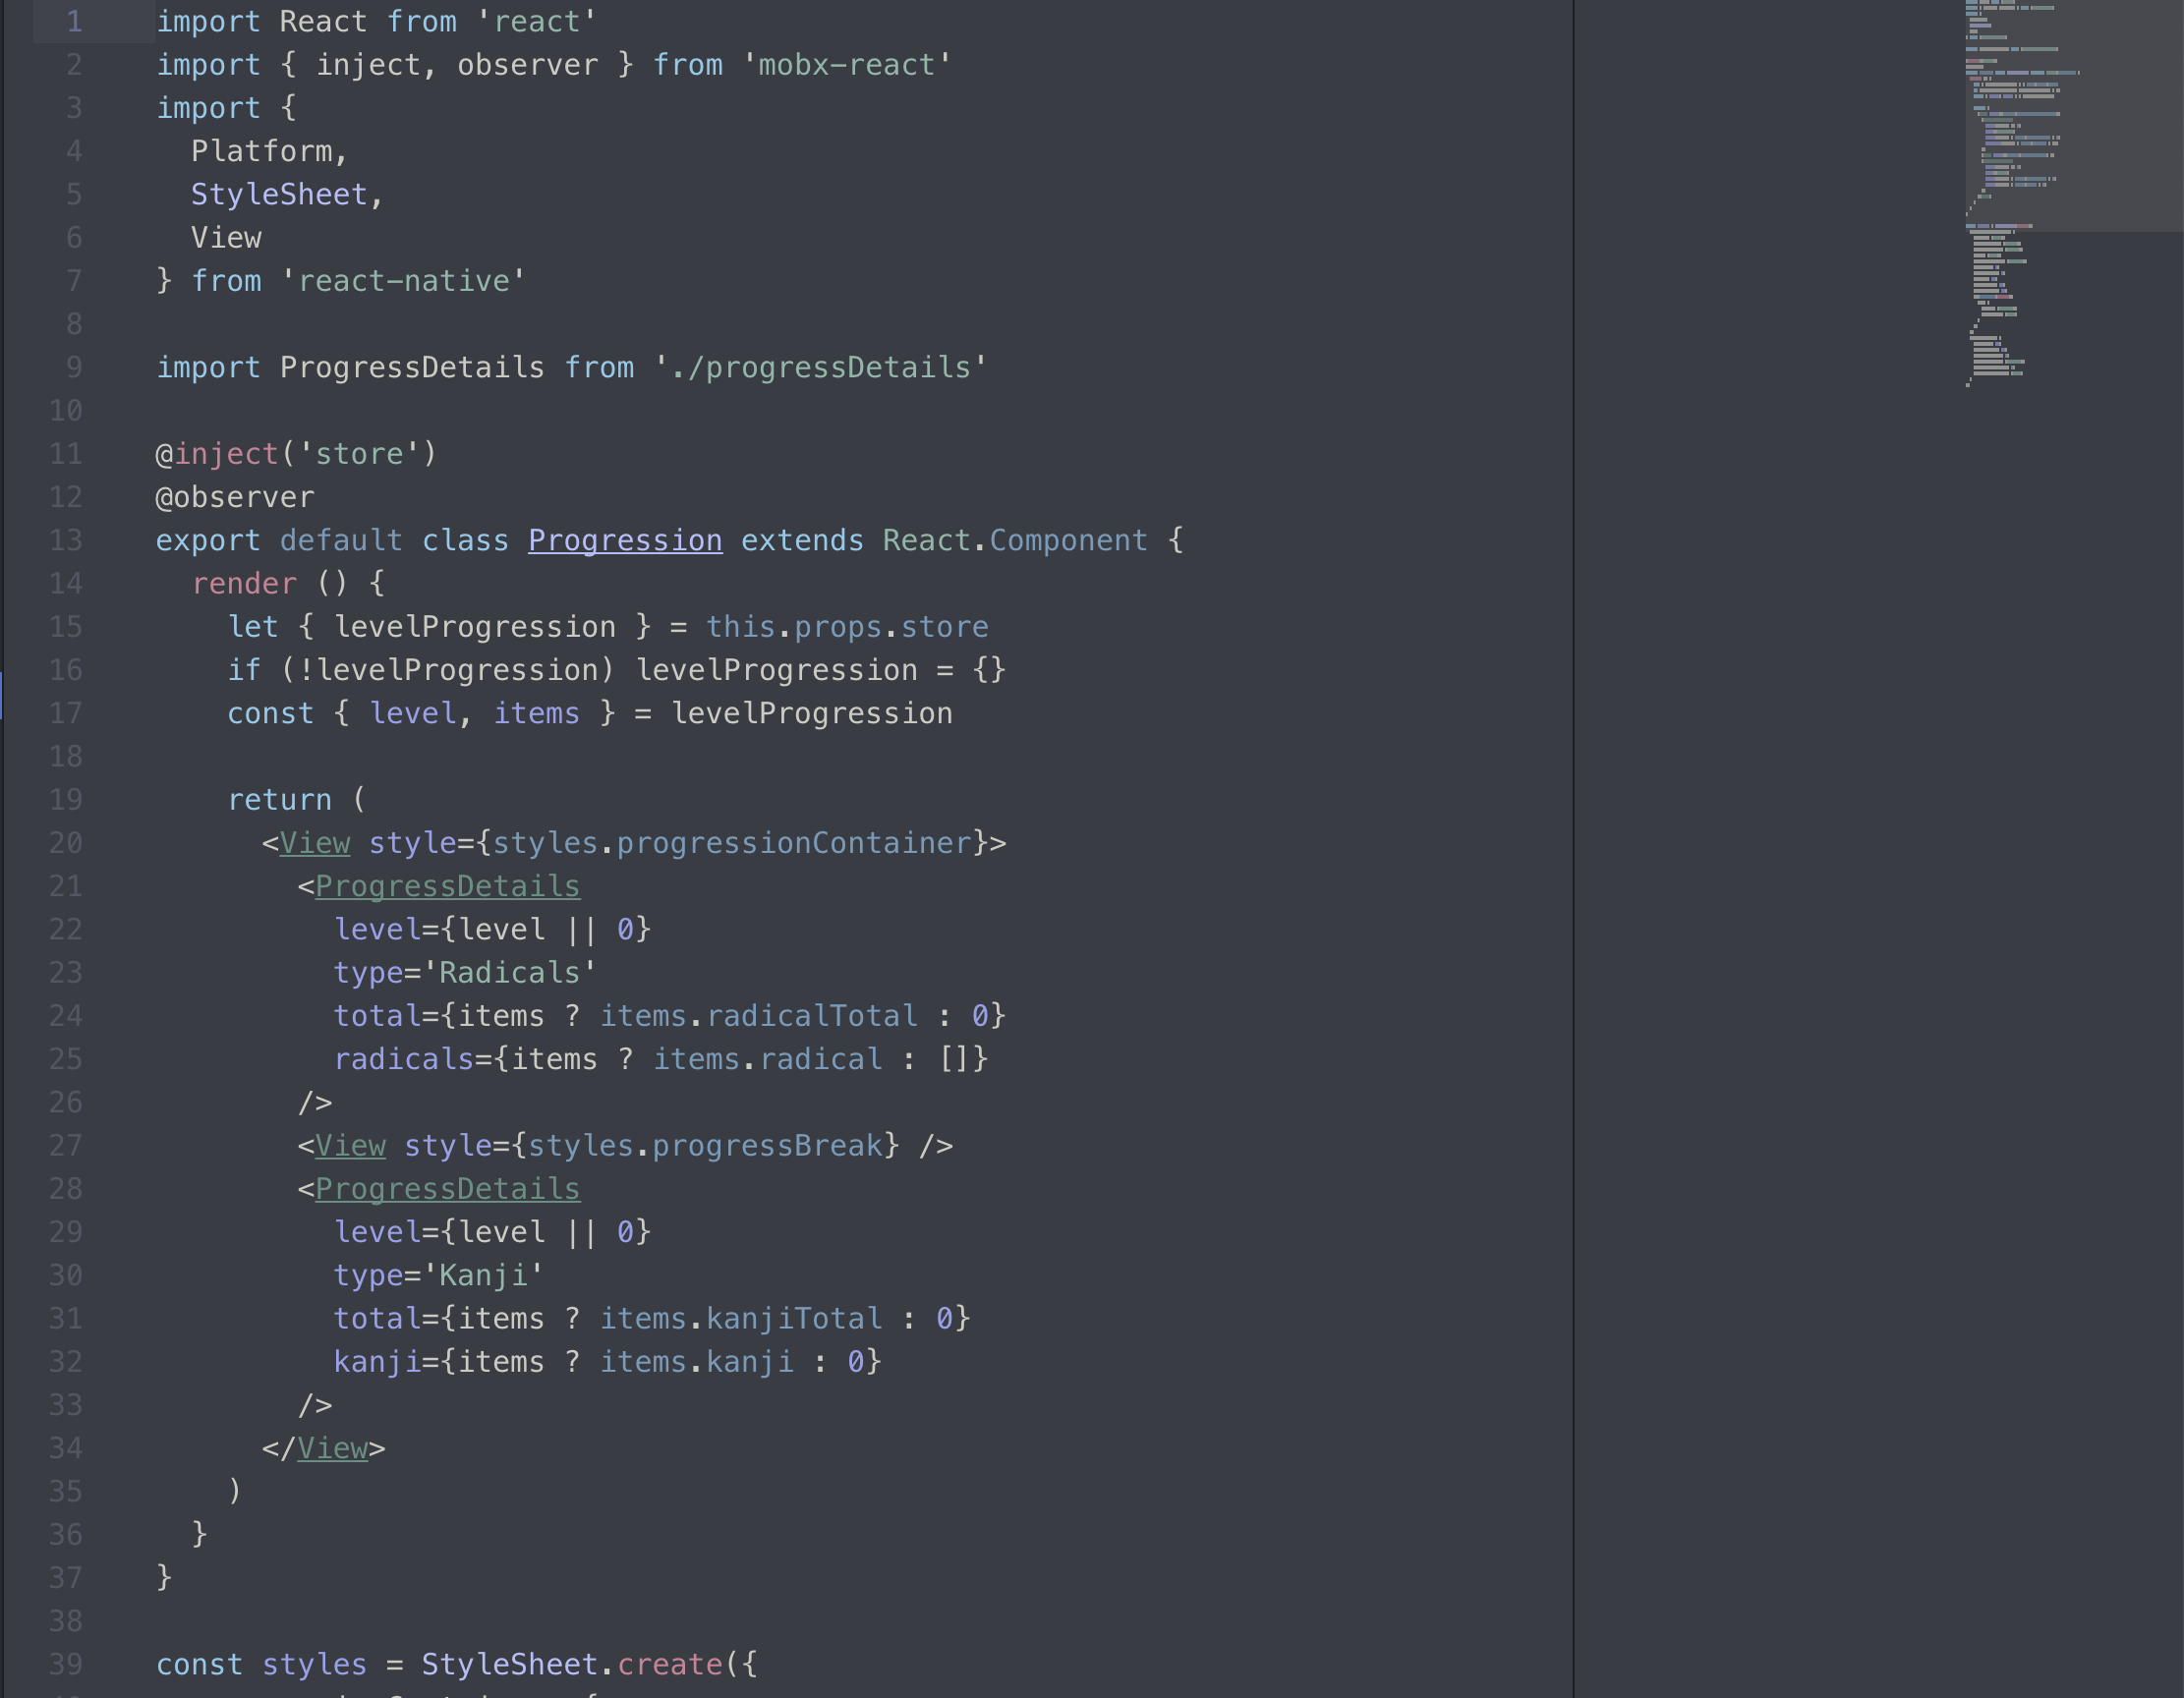 1 import React from 'react'
2 import { inject, observer } from 'mobx-react'
3 import {
4   Platform,
5   StyleSheet,
6   View
7 } from 'react-native'
8
9 import ProgressDetails from './progressDetails'
10
11 @inject('store')
12 @observer
13 export default class Progression extends React.Component {
14   render () {
15     let { levelProgression } = this.props.store
16     if (!levelProgression) levelProgression = {}
17     const { level, items } = levelProgression
18
19     return (
20       <View style={styles.progressionContainer}>
21         <ProgressDetails
22           level={level || 0}
23           type='Radicals'
24           total={items ? items.radicalTotal : 0}
25           radicals={items ? items.radical : []}
26         />
27         <View style={styles.progressBreak} />
28         <ProgressDetails
29           level={level || 0}
30           type='Kanji'
31           total={items ? items.kanjiTotal : 0}
32           kanji={items ? items.kanji : 0}
33         />
34       </View>
35     )
36   }
37 }
38
39 const styles = StyleSheet.create({